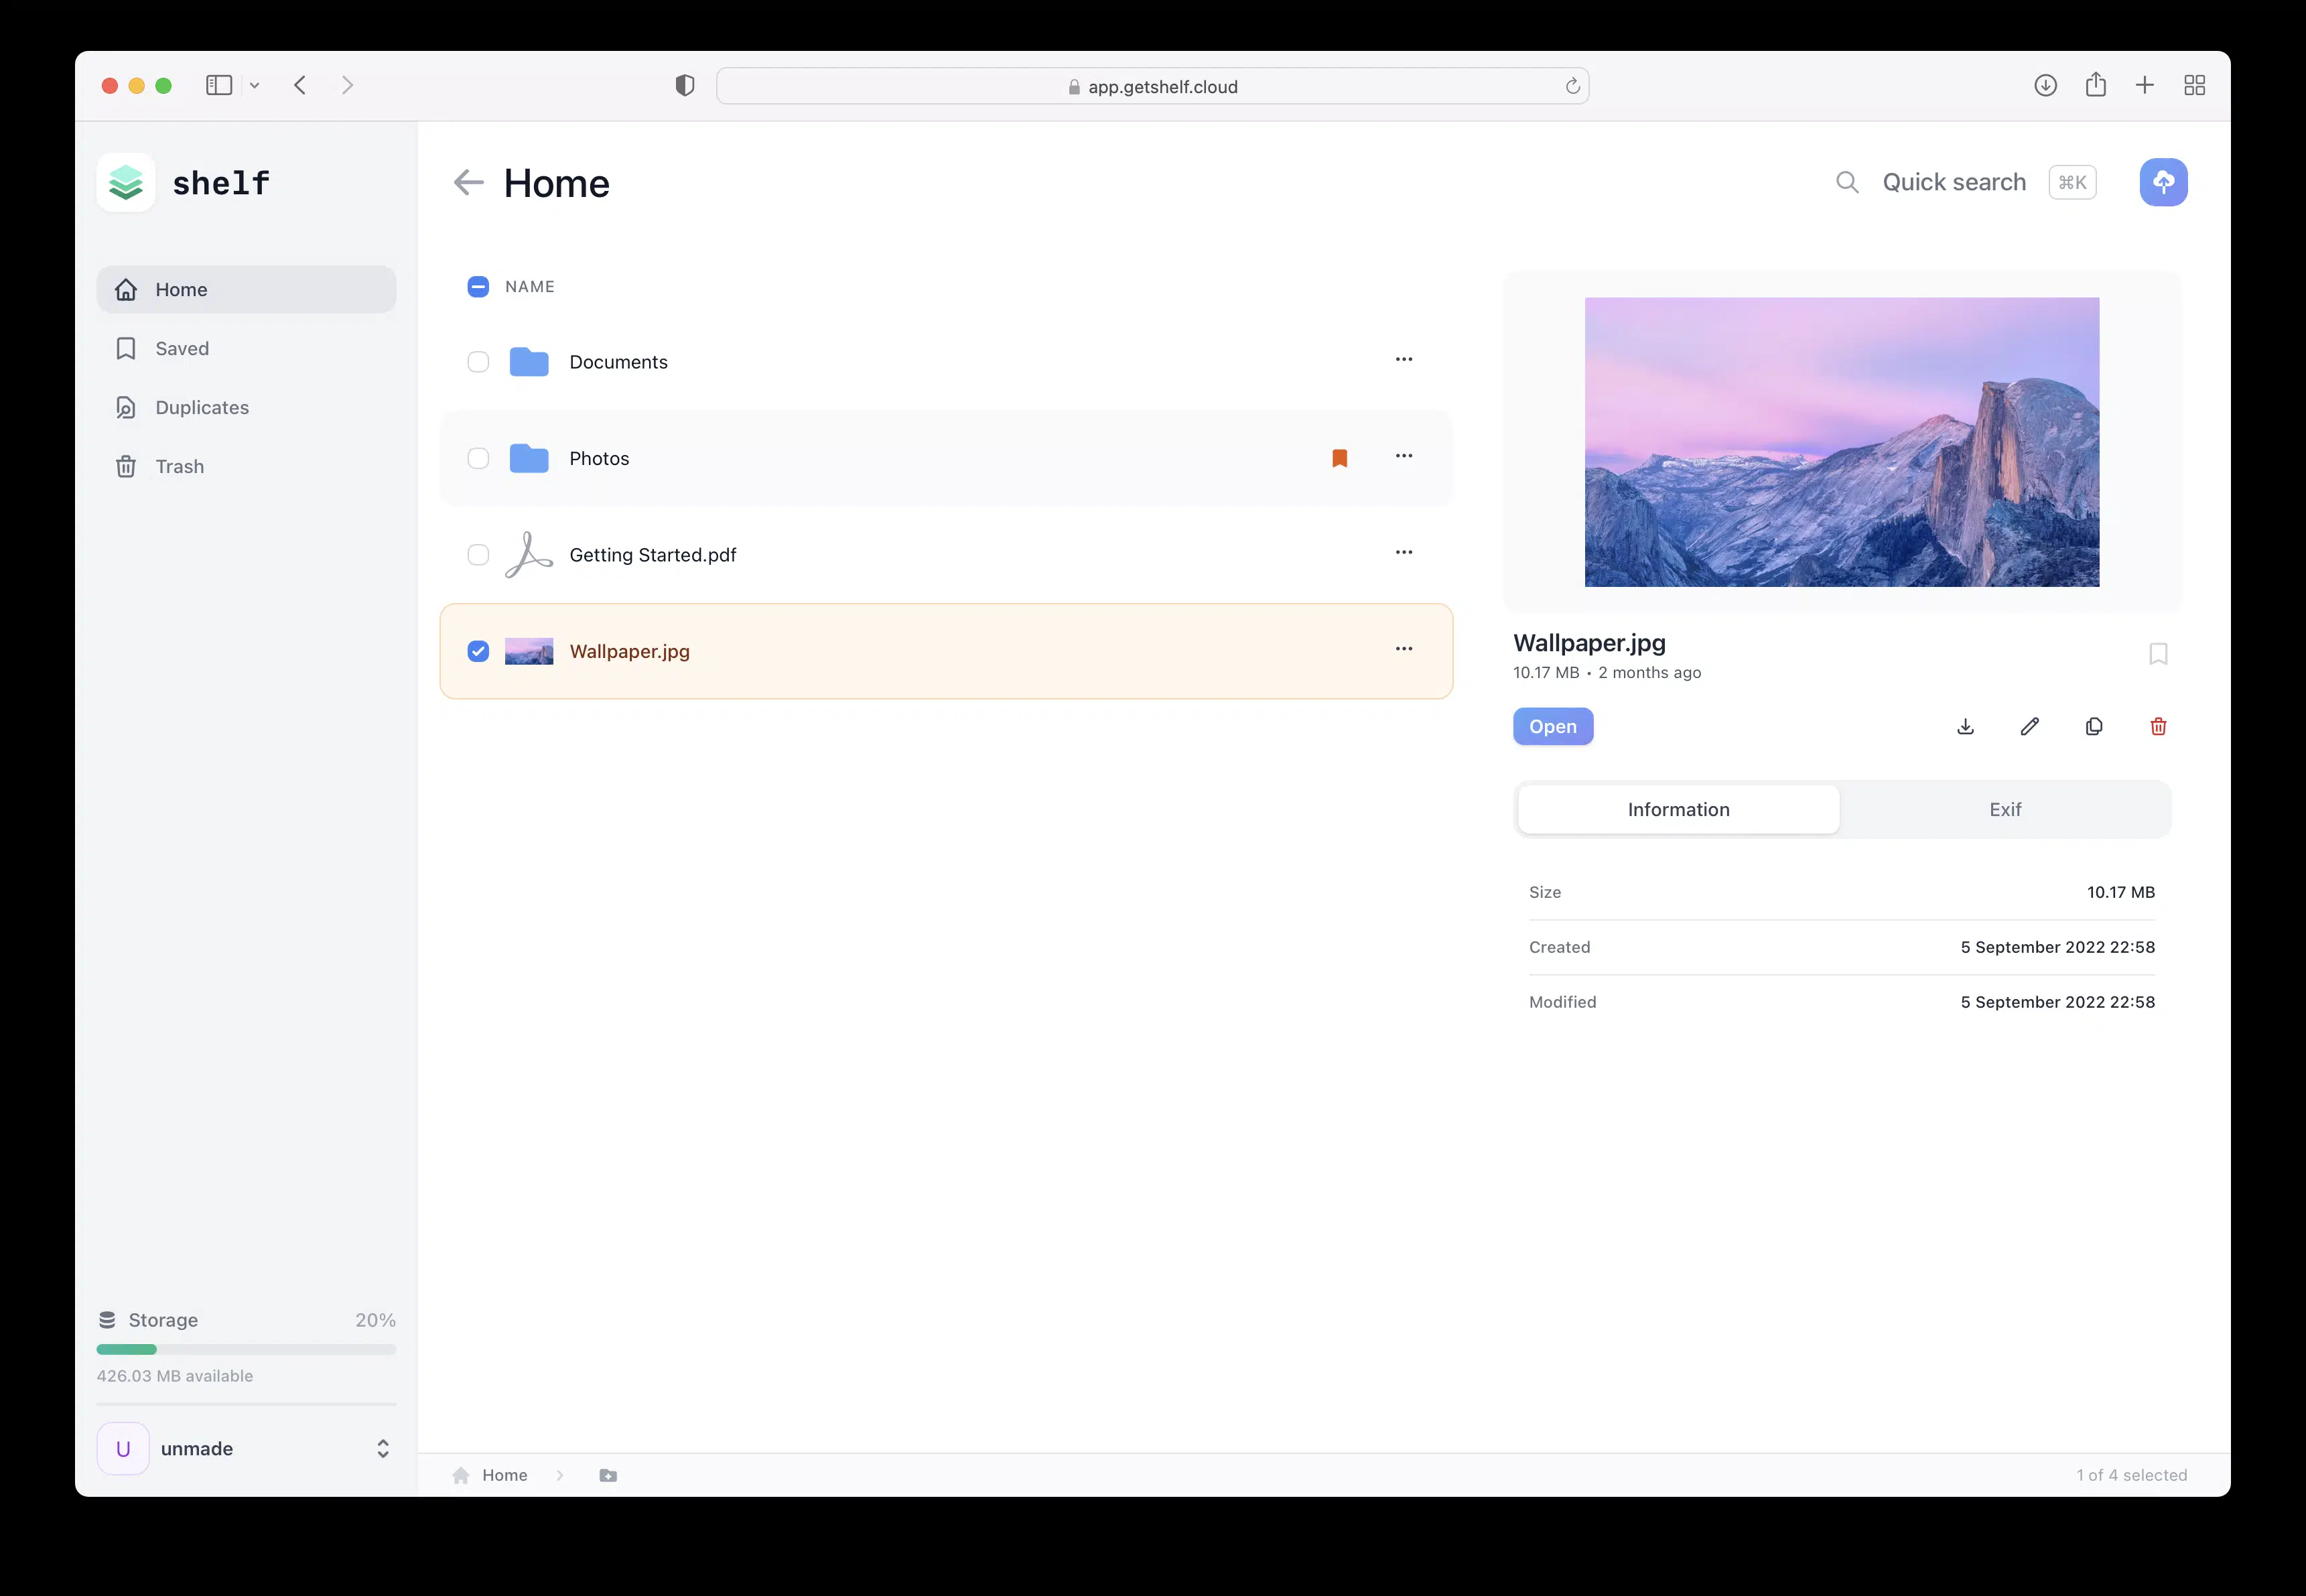 app.getshelf.cloud
shelf
Home
Quick search ⌘K
Home
Saved
Duplicates
Trash
NAME
Documents
Photos
Getting Started.pdf
Wallpaper.jpg
Wallpaper.jpg
10.17 MB • 2 months ago
Open
Information Exif
Size 10.17 MB
Created 5 September 2022 22:58
Modified 5 September 2022 22:58
Storage 20%
426.03 MB available
U unmade
Home
1 of 4 selected